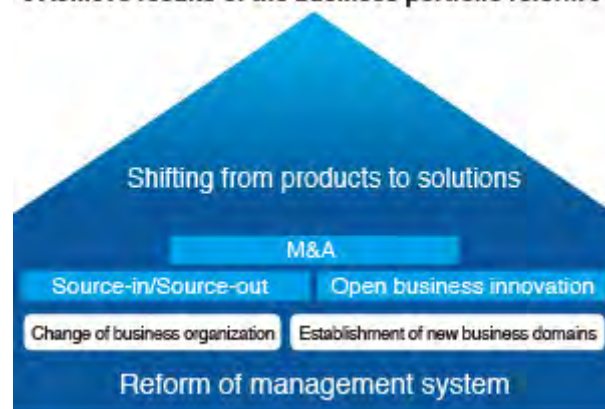 Shifting from products to solutions
M&A
Source-in/Source-out Open business innovation
Change of business organization Establishment of new business domains
Reform of management system